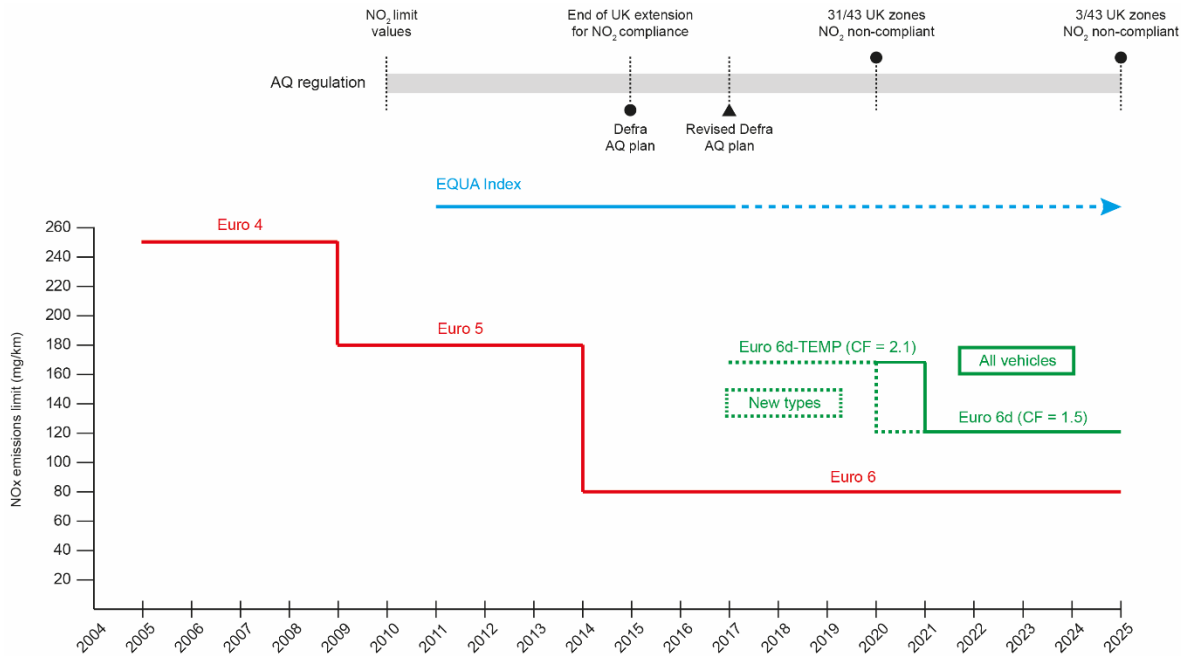 NO2 limit
values
End of UK extension
for NO2 compliance
31/43 UK zones
NO2 non-compliant
3/43 UK zones
NO2 non-compliant
AQ regulation
Defra
AQ plan
Revised Defra
AQ plan
EQUA Index
NOx emissions limit (mg/km)
260
240
220
200
180
160
140
120
100
80
60
40
20
Euro 4
Euro 5
Euro 6d-TEMP (CF = 2.1)
All vehicles
New types
Euro 6d (CF = 1.5)
Euro 6
2004
2005
2006
2007
2008
2009
2010
2011
2012
2013
2014
2015
2016
2017
2018
2019
2020
2021
2022
2023
2024
2025